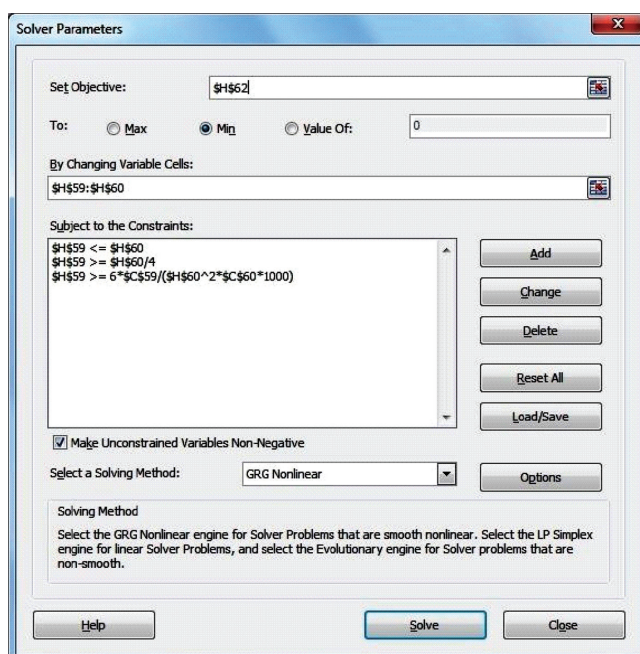 Solver Parameters
Set Objective:
$H$62
To:
Max
Min
Value Of:
0
By Changing Variable Cells:
$H$59:$H$60
Subject to the Constraints:
$H$59 <= $H$60
$H$59 >= $H$60/4
$H$59 >= 6*$C$59/($H$60^2*$C$60*1000)
Add
Change
Delete
Reset All
Load/Save
Make Unconstrained Variables Non-Negative
Select a Solving Method:
GRG Nonlinear
Options
Solving Method
Select the GRG Nonlinear engine for Solver Problems that are smooth nonlinear. Select the LP Simplex
engine for linear Solver Problems, and select the Evolutionary engine for Solver problems that are
non-smooth.
Help
Solve
Close